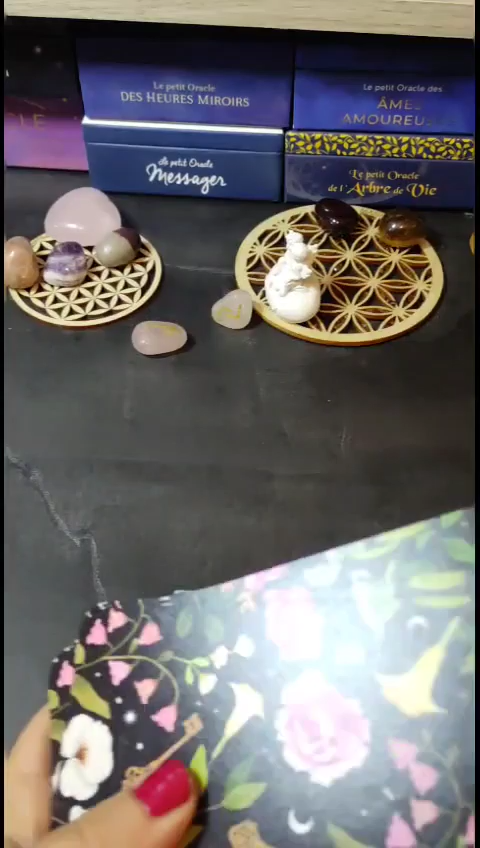 Le petit Oracle
DES HEURES MIROIRS
Le petit Oracle des
ÂMES
AMOUREUSES
Le petit Oracle
Messager
Le petit Oracle
de l'Arbre de Vie